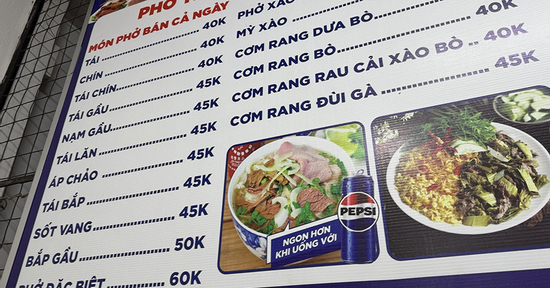 PHỞ
MÓN PHỞ BÁN CẢ NGÀY
TÁI 40K
CHÍN 40K
TÁI CHÍN 45K
TÁI GẦU 45K
NẠM GẦU 45K
TÁI LĂN 45K
ÁP CHẢO 45K
TÁI BẮP 45K
SỐT VANG 40K
BẮP GẦU 50K
PHỞ ĐẶC BIỆT 60K
PHỞ XÀO
MỲ XÀO
CƠM RANG DƯA BÒ 40K
CƠM RANG BÒ 45K
CƠM RANG RAU CẢI XÀO BÒ .. 40K
CƠM RANG ĐÙI GÀ 45K
PEPSI
NGON HƠN
KHI UỐNG VỚI